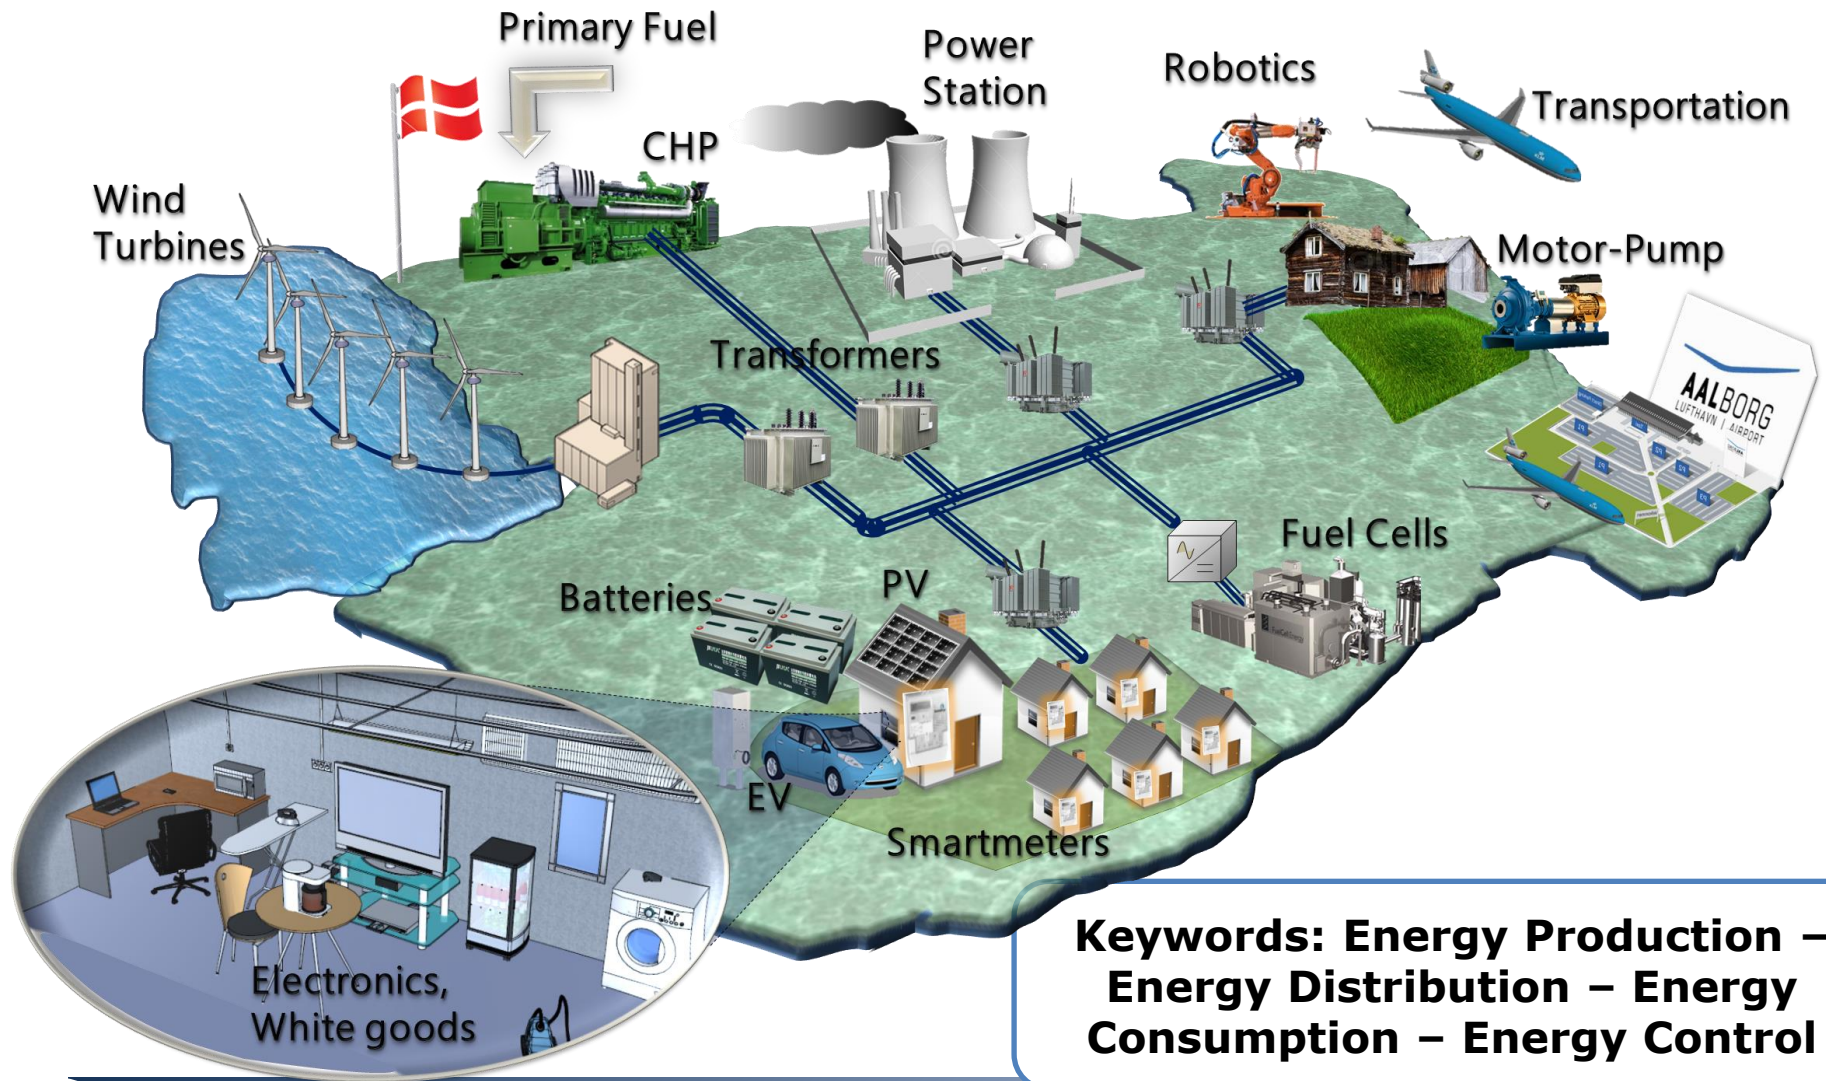 Primary Fuel
Power
Station
Robotics
Transportation
CHP
Wind
Turbines
Motor-Pump
Transformers
AALBORG
LUFTHAVN | AIRPORT
Fuel Cells
Batteries
PV
EV
Smartmeters
Electronics,
White goods
Keywords: Energy Production –
Energy Distribution – Energy
Consumption – Energy Control